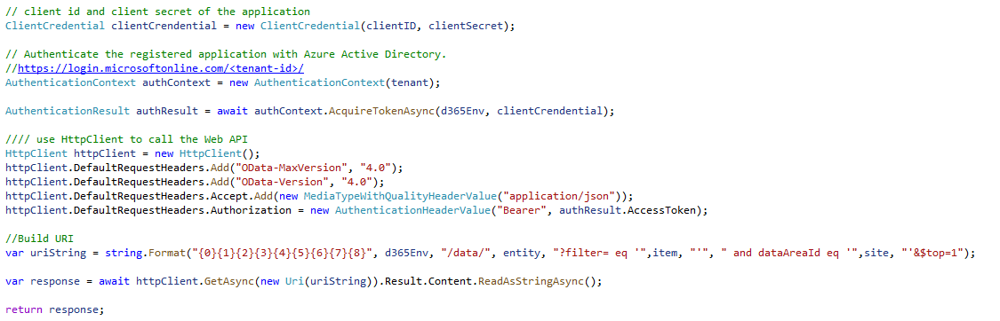 // client id and client secret of the application
ClientCredential clientCrendential = new ClientCredential(clientID, clientSecret);
// Authenticate the registered application with Azure Active Directory.
//https://login.microsoftonline.com/<tenant-id>/
AuthenticationContext authContext = new AuthenticationContext(tenant);
AuthenticationResult authResult = await authContext.AcquireTokenAsync(d365Env, clientCrendential);
//// use HttpClient to call the Web API
HttpClient httpClient = new HttpClient();
httpClient.DefaultRequestHeaders.Add("OData-MaxVersion", "4.0");
httpClient.DefaultRequestHeaders.Add("OData-Version", "4.0");
httpClient.DefaultRequestHeaders.Accept.Add(new MediaTypeWithQualityHeaderValue("application/json"));
httpClient.DefaultRequestHeaders.Authorization = new AuthenticationHeaderValue("Bearer", authResult.AccessToken);
//Build URI
var uriString = string.Format("{0}{1}{2}{3}{4}{5}{6}{7}{8}", d365Env, "/data/", entity, "?filter= eq '",item, "'", " and dataAreaId eq '",site, "'&$top=1");
var response = await httpClient.GetAsync(new Uri(uriString)).Result.Content.ReadAsStringAsync();
return response;